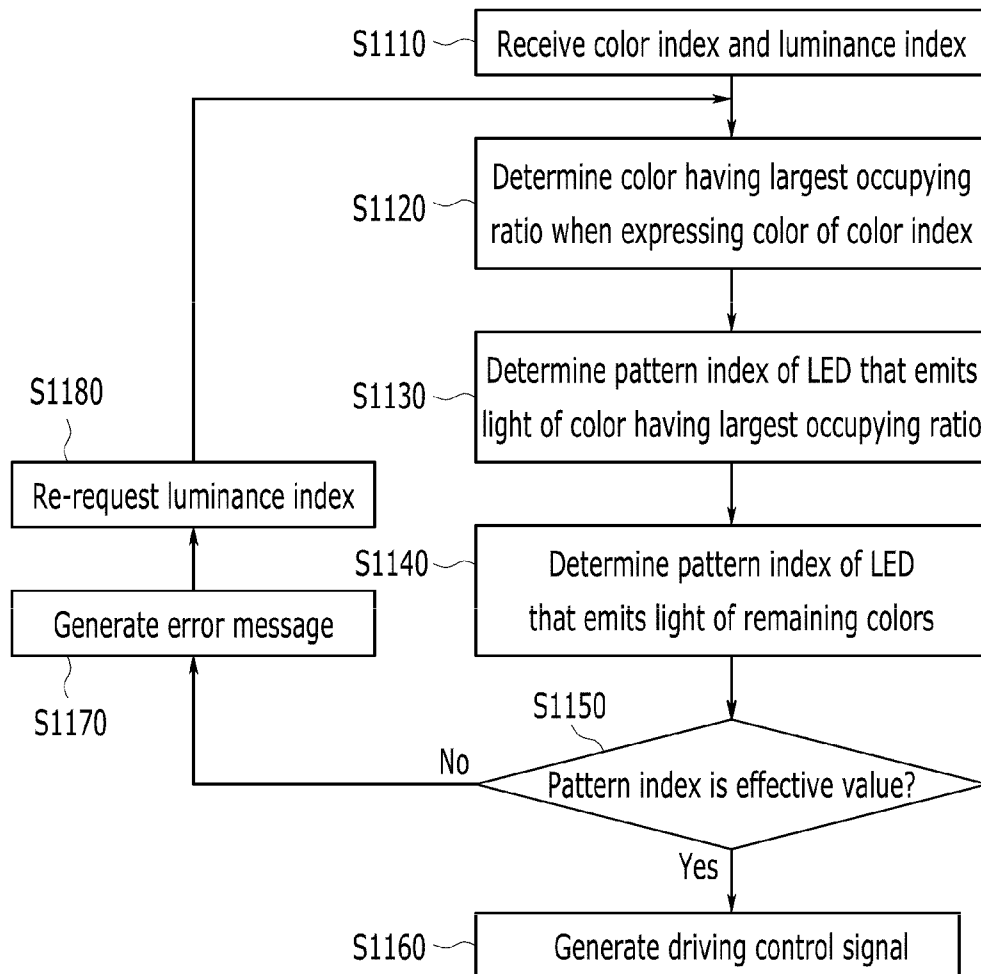 S1110
Receive color index and luminance index
S1120
Determine color having largest occupying
ratio when expressing color of color index
S1130
Determine pattern index of LED that emits
light of color having largest occupying ratio
S1180
Re-request luminance index
S1140
Determine pattern index of LED
that emits light of remaining colors
Generate error message
S1170
S1150
No
Pattern index is effective value?
Yes
S1160
Generate driving control signal